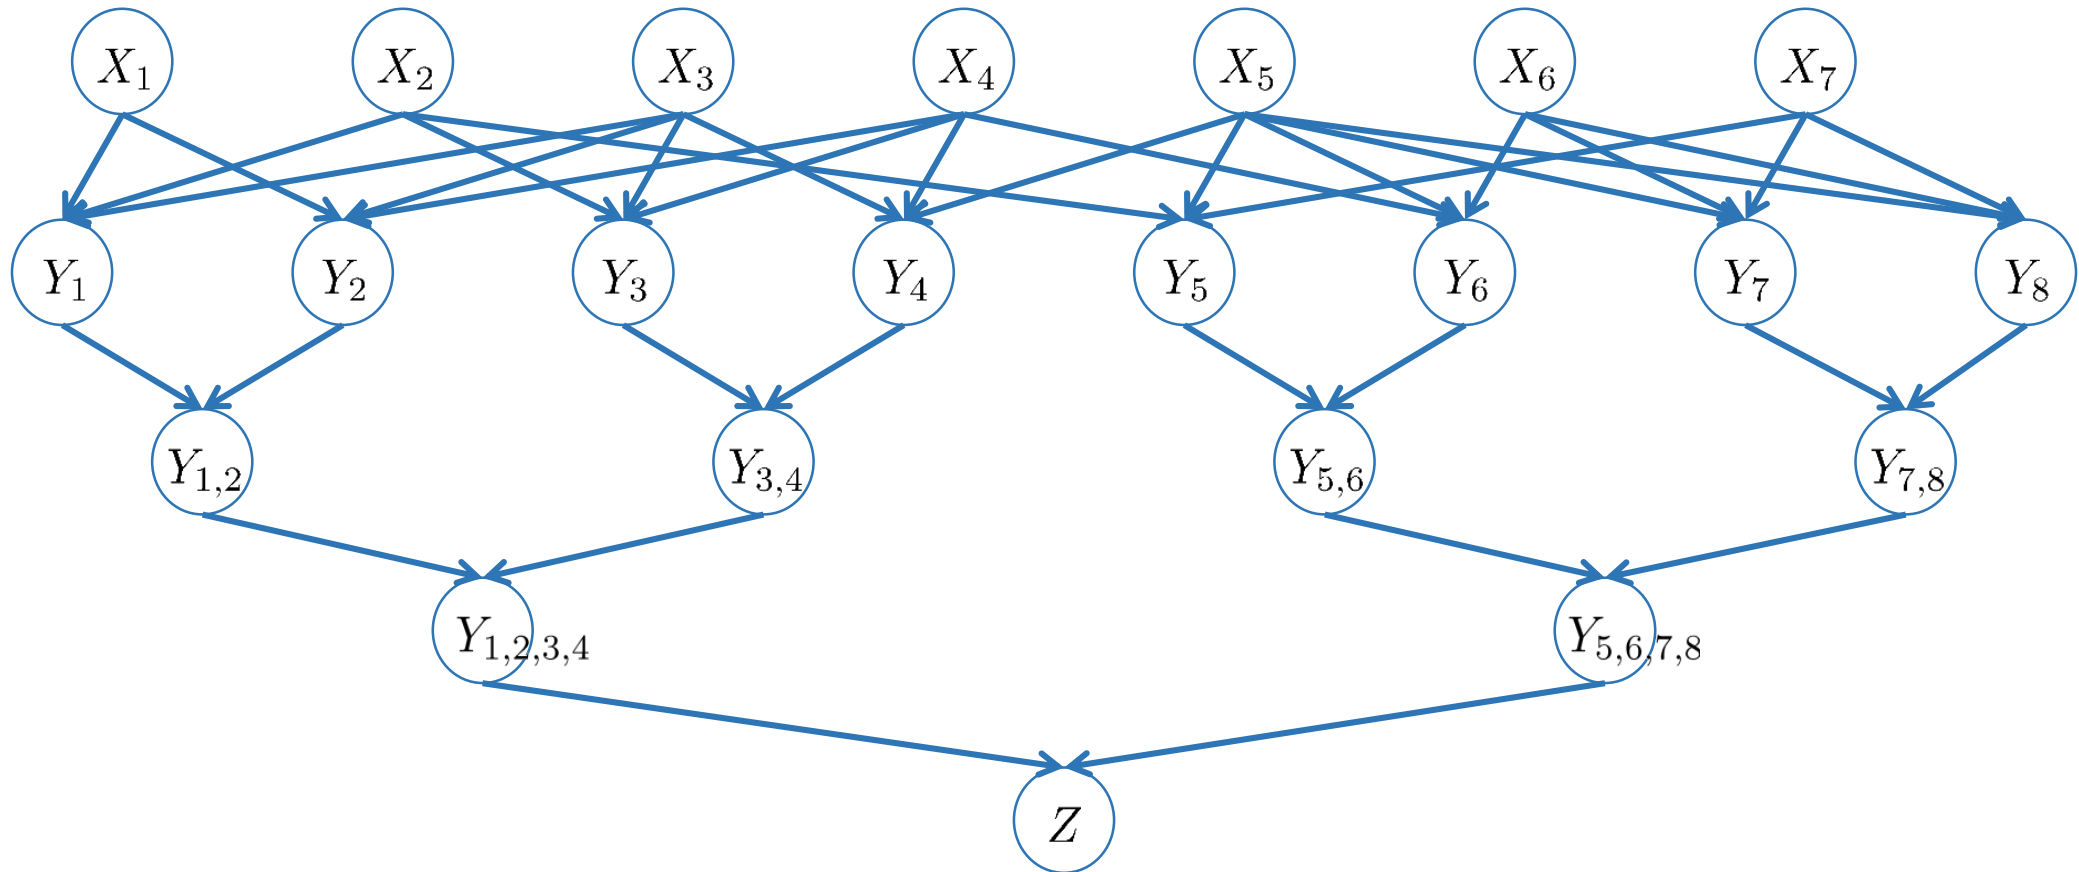 X1 X2 X3 X4 X5 X6 X7
Y1 Y2 Y3 Y4 Y5 Y6 Y7 Y8
Y1,2 Y3,4 Y5,6 Y7,8
Y1,2,3,4 Y5,6,7,8
Z